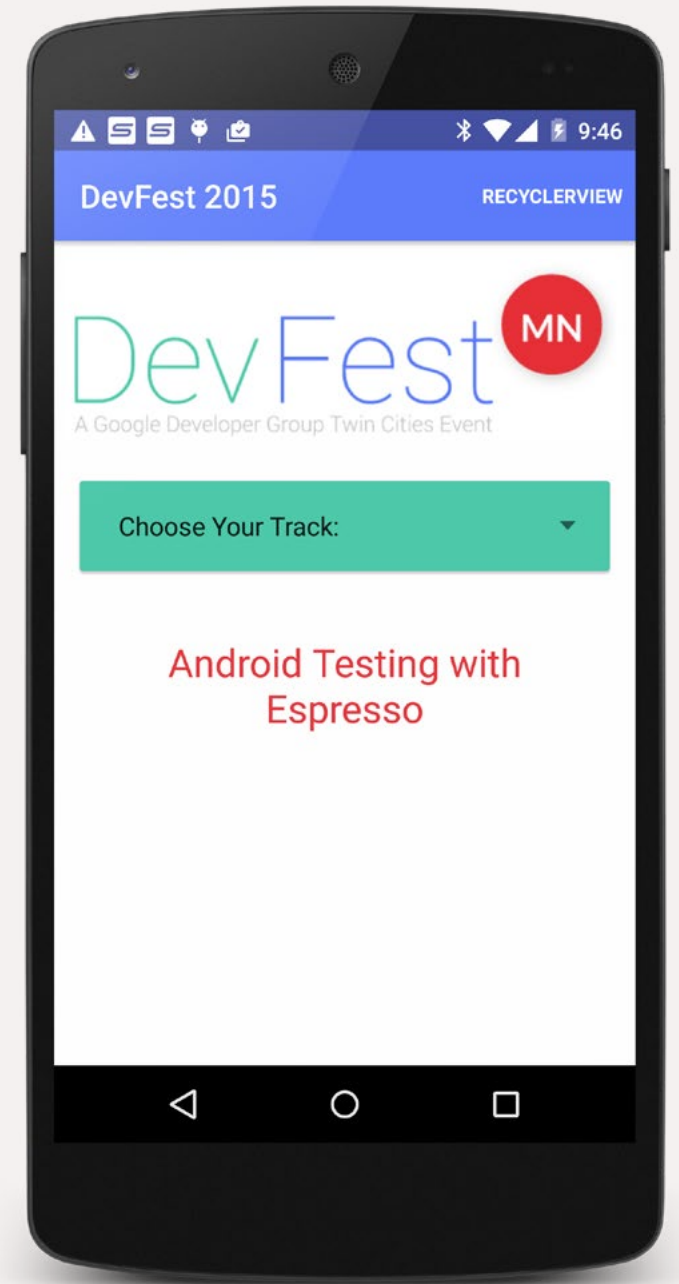 9:46
DevFest 2015 RECYCLERVIEW
DevFest MN
A Google Developer Group Twin Cities Event
Choose Your Track:
Android Testing with
Espresso